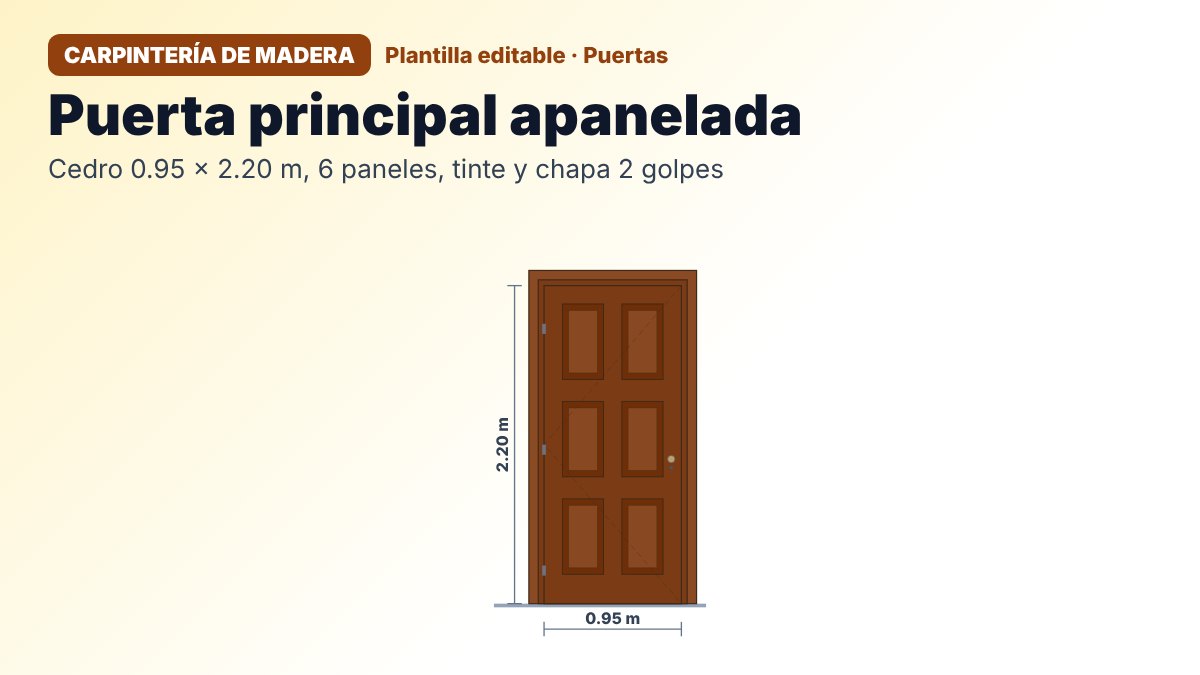 CARPINTERÍA DE MADERA Plantilla editable · Puertas
Puerta principal apanelada
Cedro 0.95 × 2.20 m, 6 paneles, tinte y chapa 2 golpes
2.20 m
0.95 m